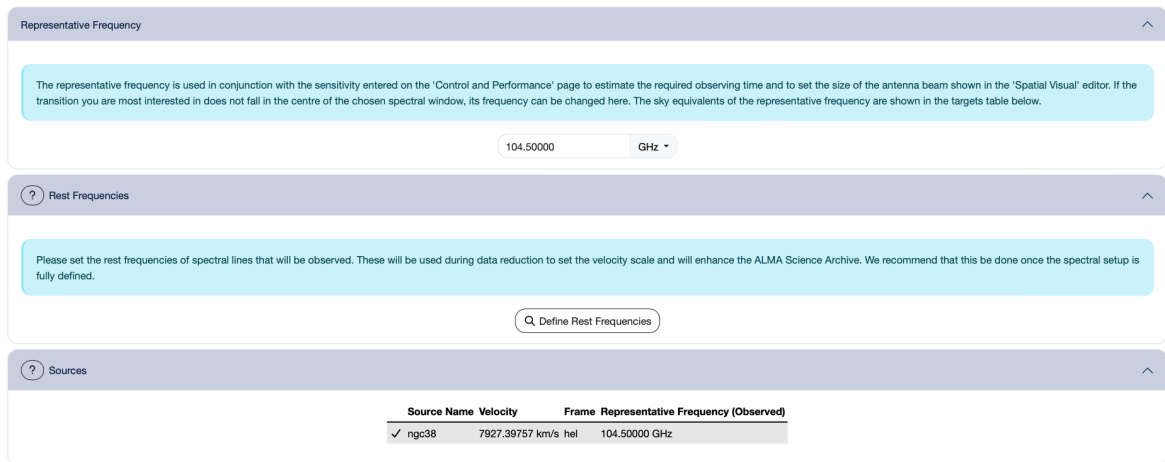 Representative Frequency
The representative frequency is used in conjunction with the sensitivity entered on the 'Control and Performance' page to estimate the required observing time and to set the size of the antenna beam shown in the 'Spatial Visual' editor. If the
transition you are most interested in does not fall in the centre of the chosen spectral window, its frequency can be changed here. The sky equivalents of the representative frequency are shown in the targets table below.
104.50000 GHz
? Rest Frequencies
Please set the rest frequencies of spectral lines that will be observed. These will be used during data reduction to set the velocity scale and will enhance the ALMA Science Archive. We recommend that this be done once the spectral setup is
fully defined.
Define Rest Frequencies
? Sources
Source Name Velocity Frame Representative Frequency (Observed)
✓ ngc38 7927.39757 km/s hel 104.50000 GHz